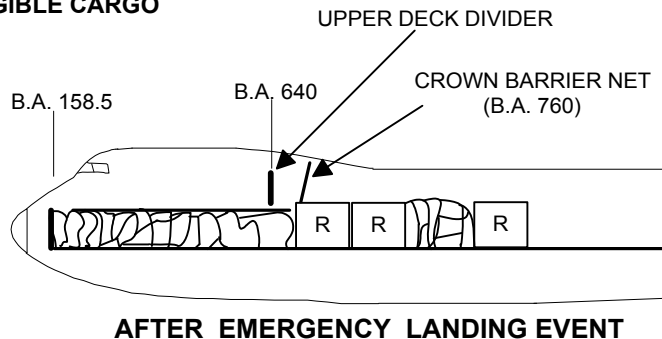 GIBLE CARGO
UPPER DECK DIVIDER
B.A. 158.5
B.A. 640
CROWN BARRIER NET
(B.A. 760)
R
R
R
AFTER EMERGENCY LANDING EVENT